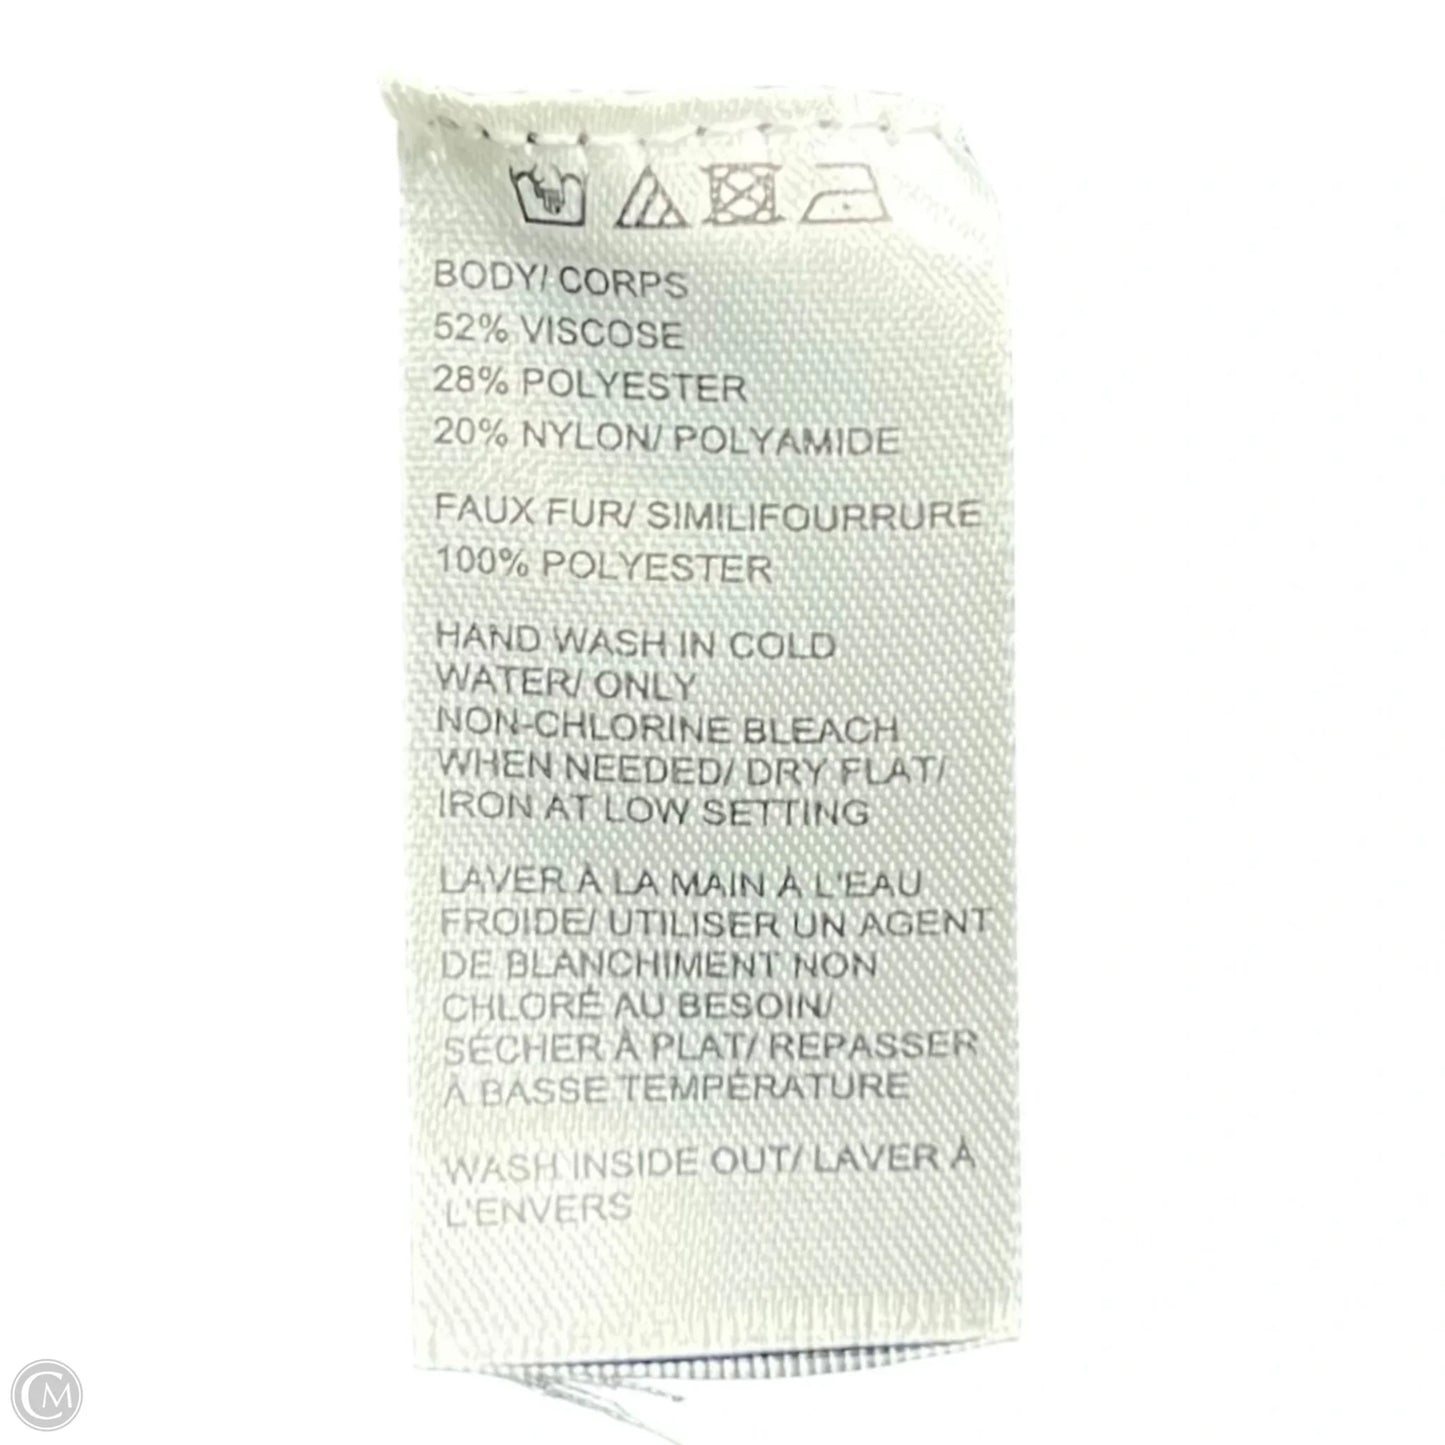 BODY/ CORPS
52% VISCOSE
28% POLYESTER
20% NYLON/ POLYAMIDE
FAUX FUR/ SIMILIFOURRURE
100% POLYESTER
HAND WASH IN COLD
WATER/ ONLY
NON-CHLORINE BLEACH
WHEN NEEDED/ DRY FLAT/
IRON AT LOW SETTING
LAVER À LA MAIN À L'EAU
FROIDE/ UTILISER UN AGENT
DE BLANCHIMENT NON
CHLORÉ AU BESOIN/
SÉCHER À PLAT/ REPASSER
À BASSE TEMPÉRATURE
WASH INSIDE OUT/ LAVER À
L'ENVERS
CM